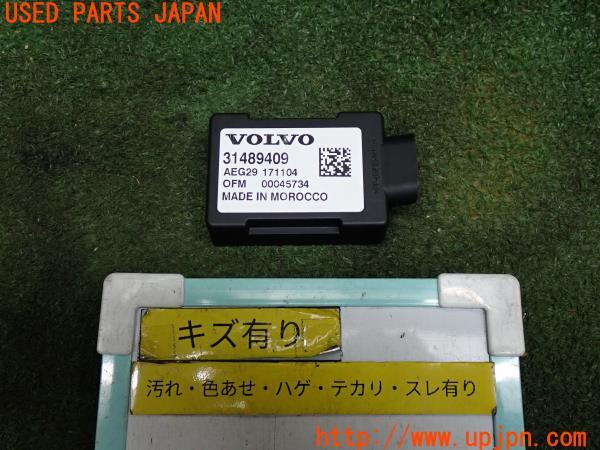 USED PARTS JAPAN
VOLVO
31489409
AEG29 171104
OFM 00045734
MADE IN MOROCCO
キズ有り
汚れ・色あせ・ハゲ・テカリ・スレ有り
http://www.upjpn.com